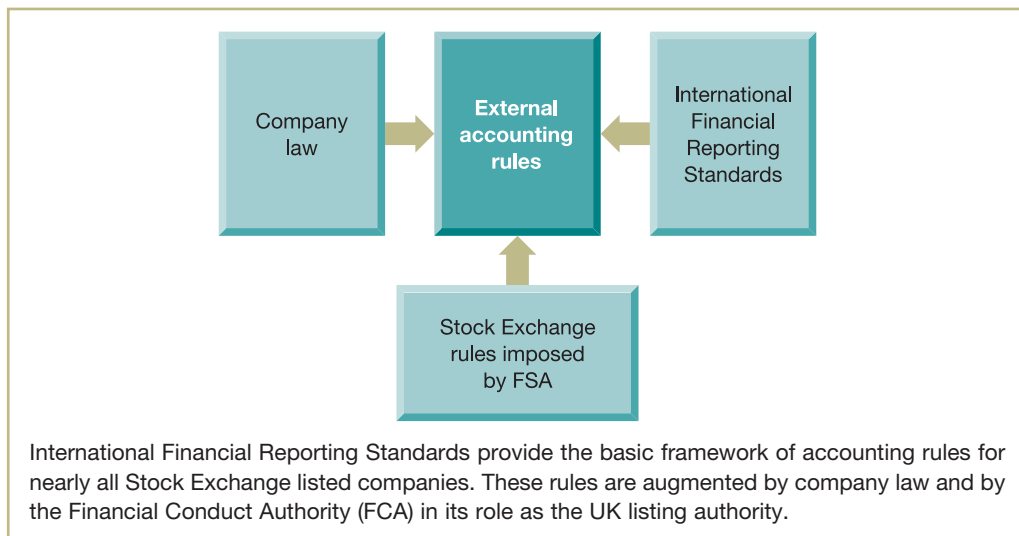 Company
law
External
accounting
rules
International
Financial
Reporting
Standards
Stock Exchange
rules imposed
by FSA
International Financial Reporting Standards provide the basic framework of accounting rules for
nearly all Stock Exchange listed companies. These rules are augmented by company law and by
the Financial Conduct Authority (FCA) in its role as the UK listing authority.